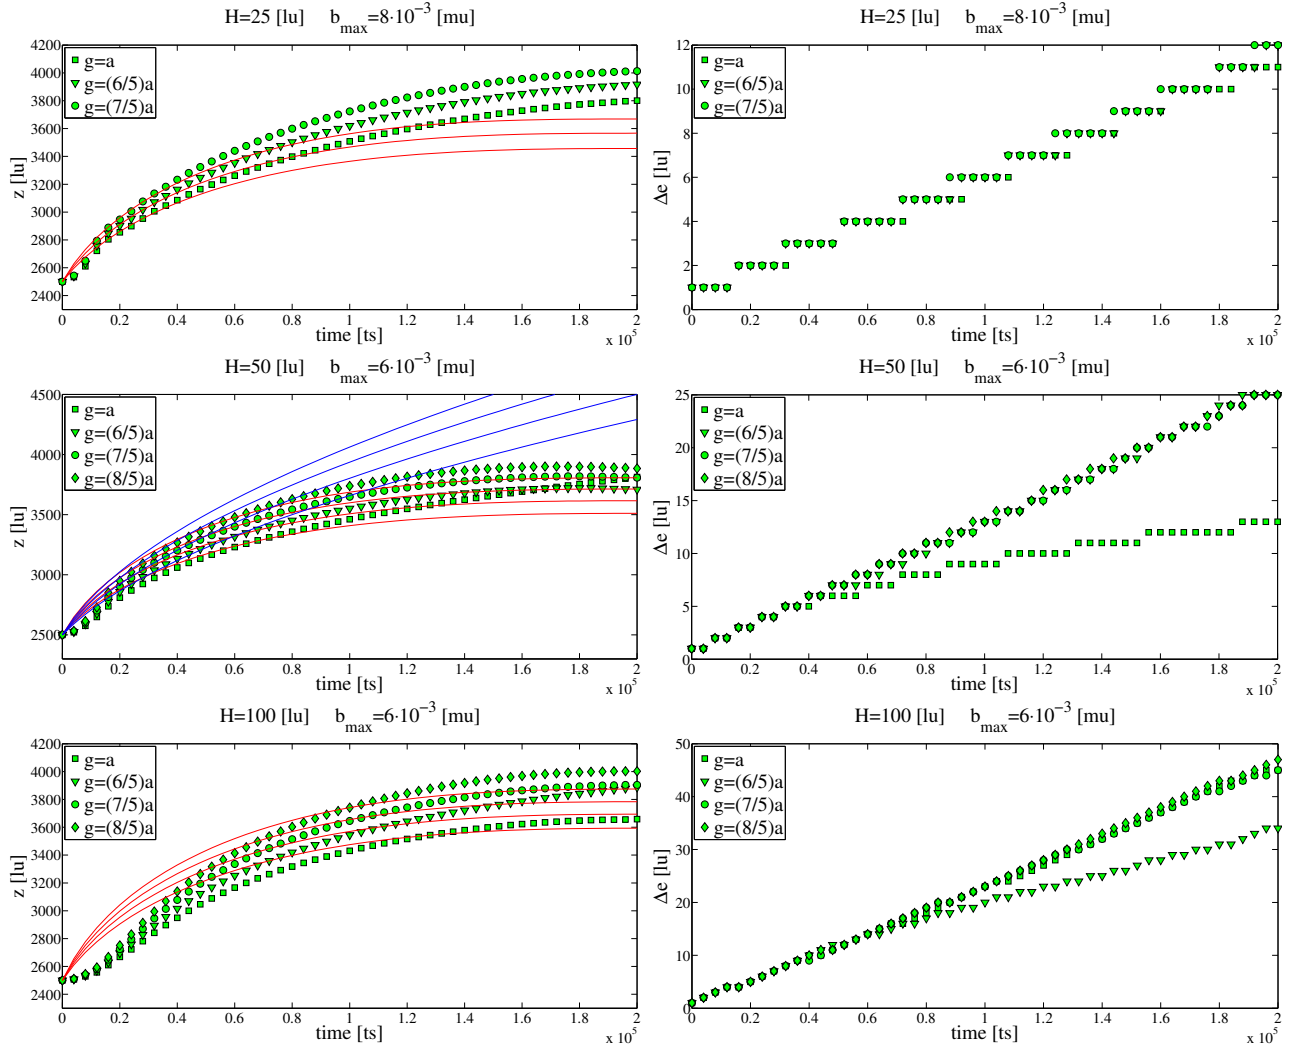 H=25 [lu] b_max=8·10^−3 [mu]
z [lu]
4200
4000
3800
3600
3400
3200
3000
2800
2600
2400
g=a
g=(6/5)a
g=(7/5)a
0 0.2 0.4 0.6 0.8 1 1.2 1.4 1.6 1.8 2
time [ts]
x 10^5
H=25 [lu] b_max=8·10^−3 [mu]
Δe [lu]
12
10
8
6
4
2
0
g=a
g=(6/5)a
g=(7/5)a
0 0.2 0.4 0.6 0.8 1 1.2 1.4 1.6 1.8 2
time [ts]
x 10^5
H=50 [lu] b_max=6·10^−3 [mu]
z [lu]
4500
4000
3500
3000
2500
g=a
g=(6/5)a
g=(7/5)a
g=(8/5)a
0 0.2 0.4 0.6 0.8 1 1.2 1.4 1.6 1.8 2
time [ts]
x 10^5
H=50 [lu] b_max=6·10^−3 [mu]
Δe [lu]
25
20
15
10
5
0
g=a
g=(6/5)a
g=(7/5)a
g=(8/5)a
0 0.2 0.4 0.6 0.8 1 1.2 1.4 1.6 1.8 2
time [ts]
x 10^5
H=100 [lu] b_max=6·10^−3 [mu]
z [lu]
4200
4000
3800
3600
3400
3200
3000
2800
2600
2400
g=a
g=(6/5)a
g=(7/5)a
g=(8/5)a
0 0.2 0.4 0.6 0.8 1 1.2 1.4 1.6 1.8 2
time [ts]
x 10^5
H=100 [lu] b_max=6·10^−3 [mu]
Δe [lu]
50
40
30
20
10
0
g=a
g=(6/5)a
g=(7/5)a
g=(8/5)a
0 0.2 0.4 0.6 0.8 1 1.2 1.4 1.6 1.8 2
time [ts]
x 10^5